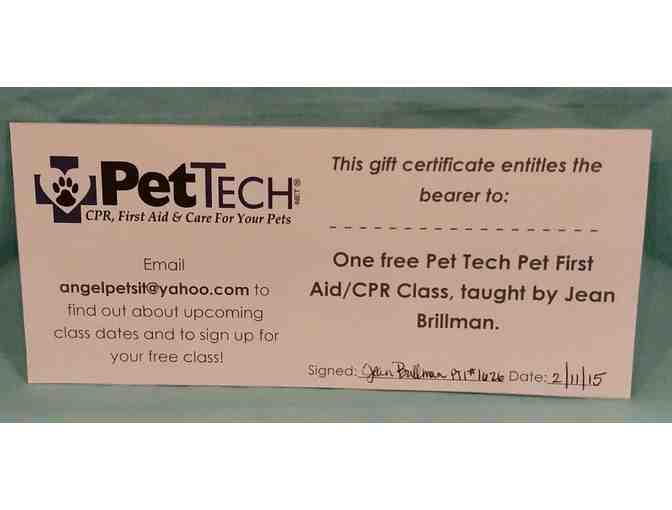 PetTECH.NET®
CPR, First Aid & Care For Your Pets
Email
angelpetsit@yahoo.com to
find out about upcoming
class dates and to sign up for
your free class!
This gift certificate entitles the
bearer to:
One free Pet Tech Pet First
Aid/CPR Class, taught by Jean
Brillman.
Signed: Jean Brillman PTI#1626 Date: 2/11/15